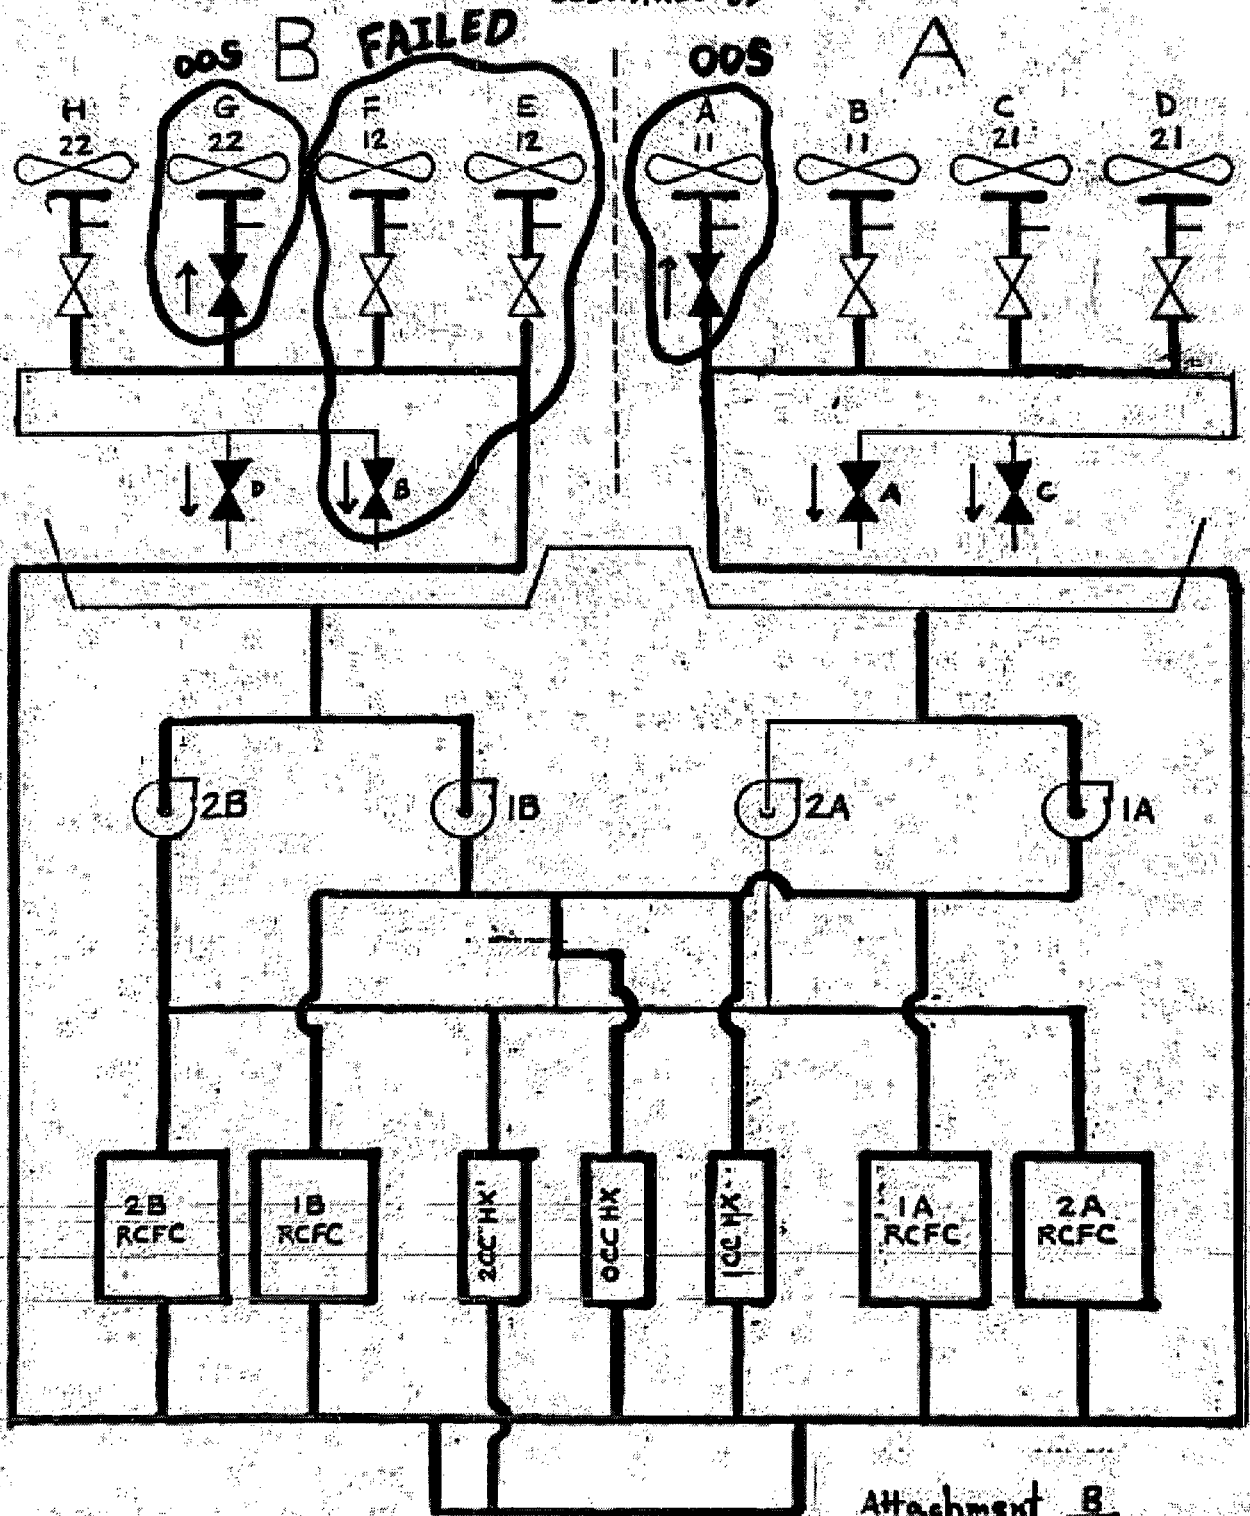 B FAILED A
OOS OOS
H G F E A B C D
22 22 12 12 11 11 21 21
D B A C
2B 1B 2A 1A
2B RCFC
1B RCFC
2CC HX
0CC HX
1CC HX
1A RCFC
2A RCFC
Attachment B